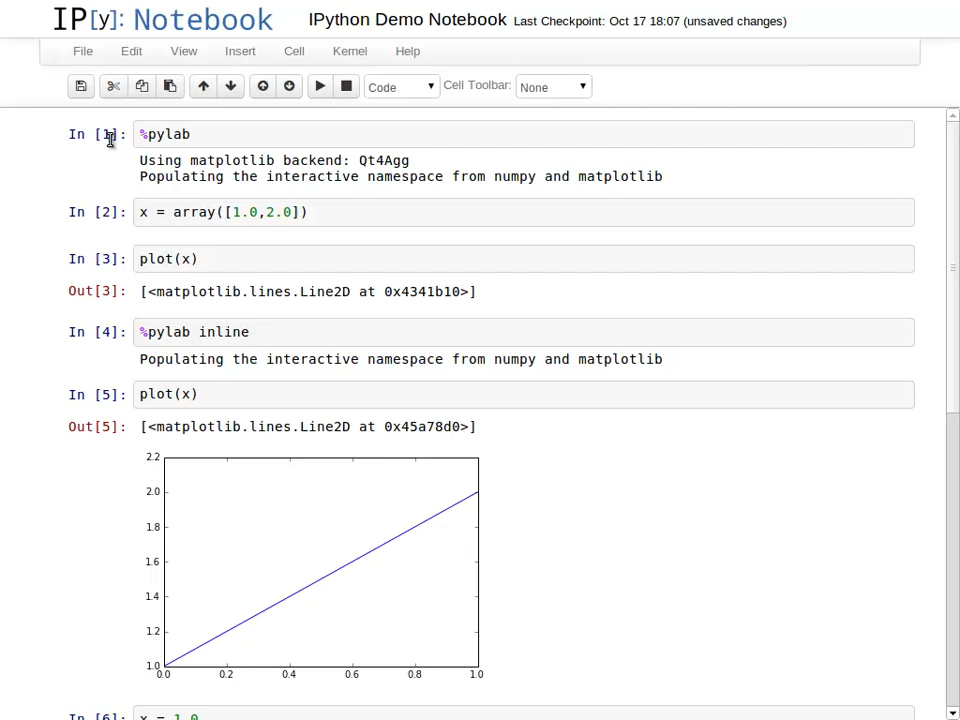 IP[y]: Notebook IPython Demo Notebook Last Checkpoint: Oct 17 18:07 (unsaved changes)
File Edit View Insert Cell Kernel Help
Code Cell Toolbar: None
In [1]: %pylab
Using matplotlib backend: Qt4Agg
Populating the interactive namespace from numpy and matplotlib
In [2]: x = array([1.0,2.0])
In [3]: plot(x)
Out[3]: [<matplotlib.lines.Line2D at 0x4341b10>]
In [4]: %pylab inline
Populating the interactive namespace from numpy and matplotlib
In [5]: plot(x)
Out[5]: [<matplotlib.lines.Line2D at 0x45a78d0>]
2.2
2.0
1.8
1.6
1.4
1.2
1.0
0.0 0.2 0.4 0.6 0.8 1.0
In [6]: x = 1.0